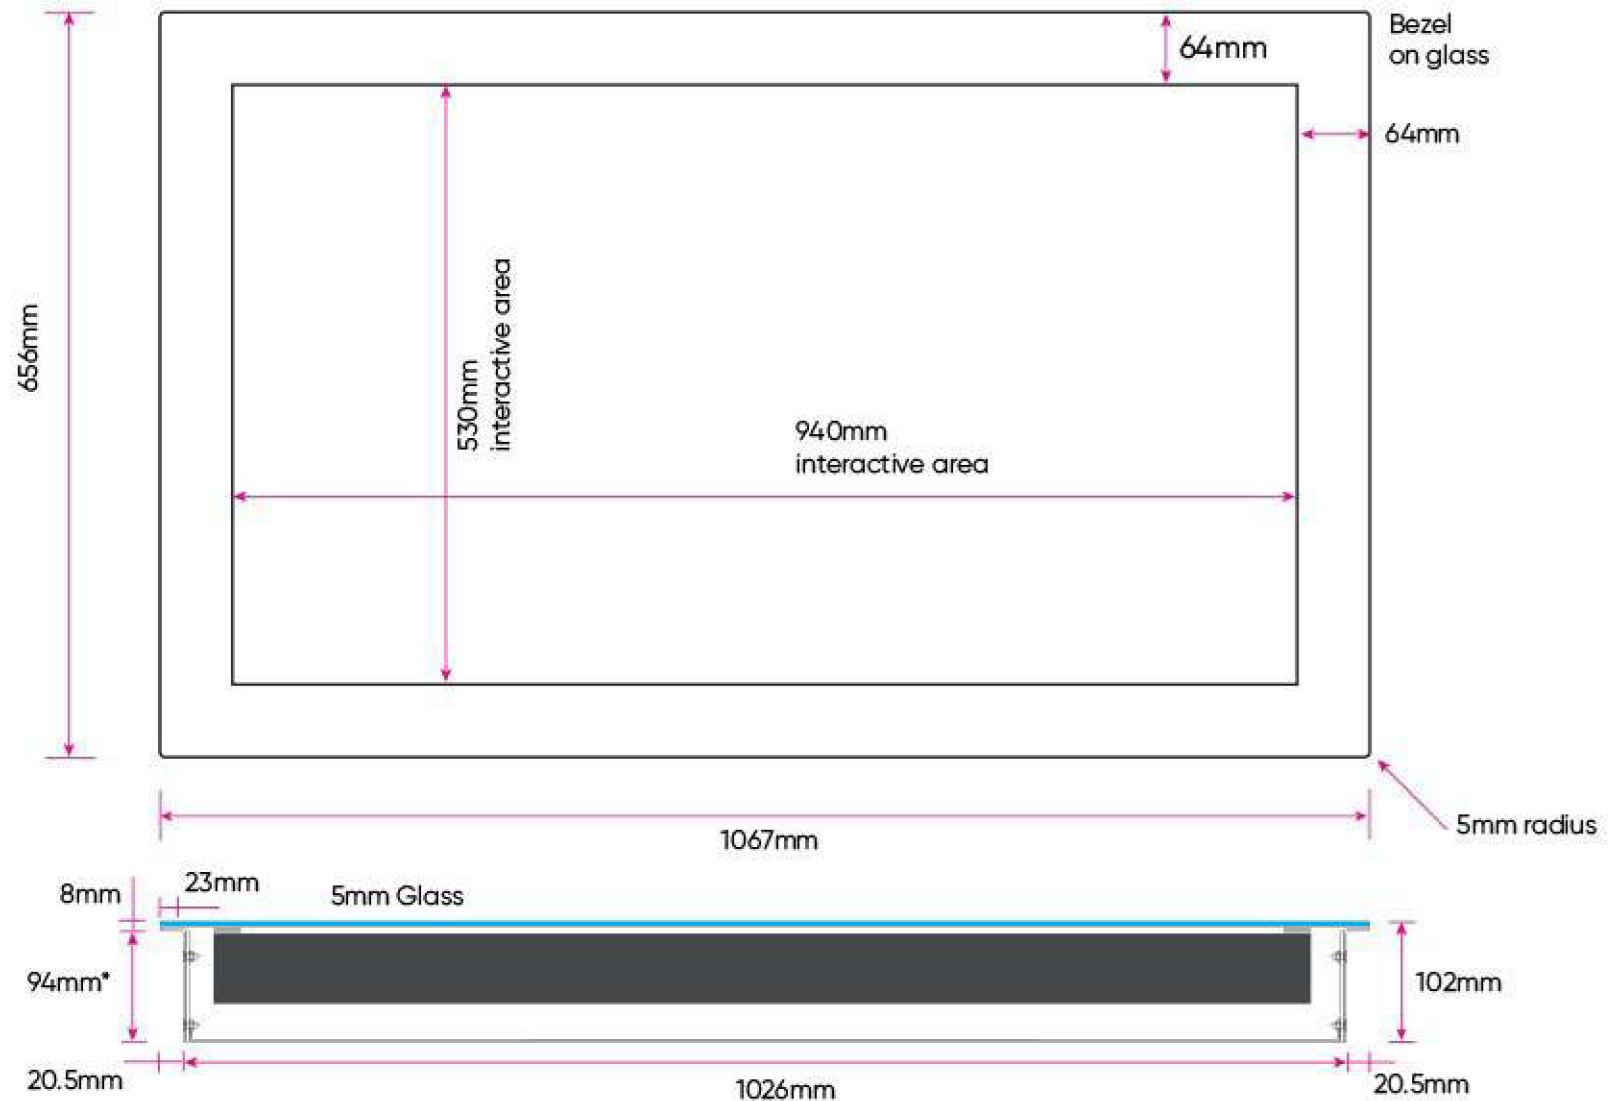 Bezel
on glass
64mm
64mm
656mm
530mm
interactive area
940mm
interactive area
1067mm
5mm radius
8mm
23mm
5mm Glass
94mm*
102mm
20.5mm
1026mm
20.5mm